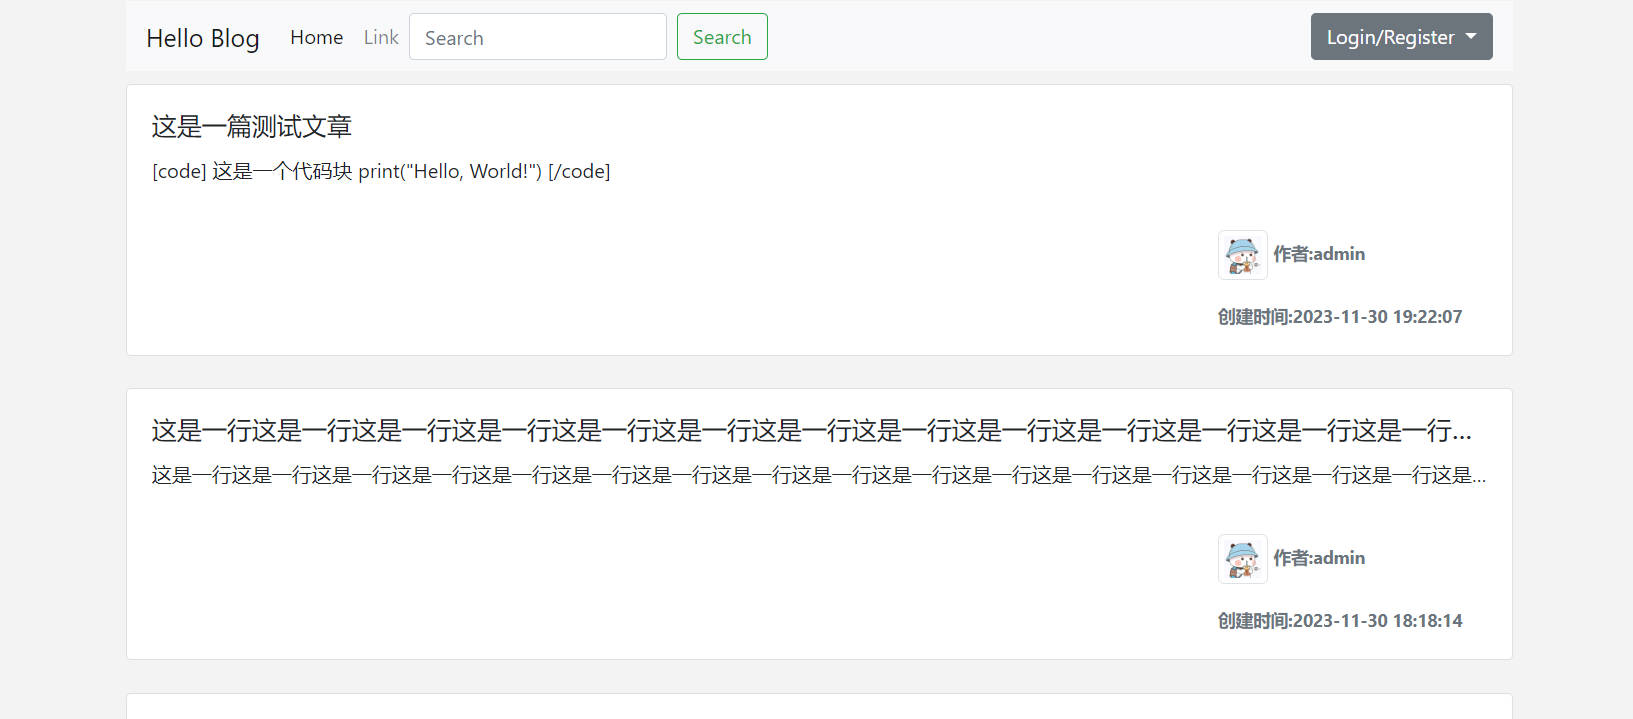 Hello Blog Home Link Search Search Login/Register
这是一篇测试文章
[code] 这是一个代码块 print("Hello, World!") [/code]
作者:admin
创建时间:2023-11-30 19:22:07
这是一行这是一行这是一行这是一行这是一行这是一行这是一行这是一行这是一行这是一行这是一行这是一行这是一行...
这是一行这是一行这是一行这是一行这是一行这是一行这是一行这是一行这是一行这是一行这是一行这是一行这是一行这是一行这是一行这是一行这是...
作者:admin
创建时间:2023-11-30 18:18:14